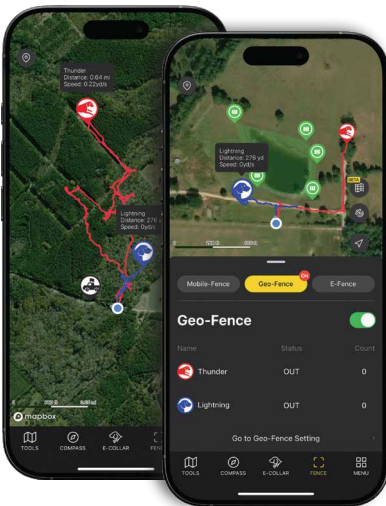 Thunder
Distance: 0.64 mi
Speed: 0.22yd/s
Lightning
Distance: 276
Speed: 0yd/s
mapbox
TOOLS
COMPASS
E-COLLAR
Lightning
Distance: 276 yd
Speed: 0yd/s
BETA
Mobile-Fence
Geo-Fence
ON
E-Fence
Geo-Fence
Name Status Count
Thunder OUT 0
Lightning OUT 0
Go to Geo-Fence Setting
TOOLS
COMPASS
E-COLLAR
FENCE
MENU